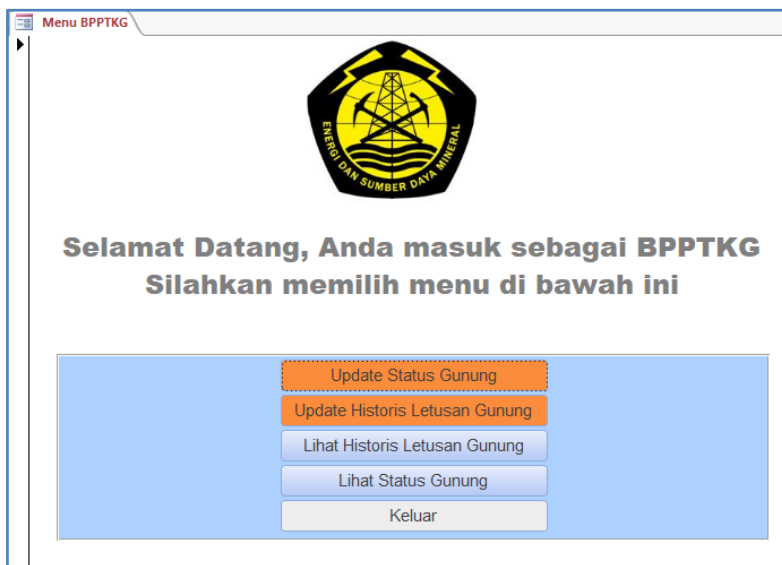 Menu BPPTKG
ENERGI DAN SUMBER DAYA MINERAL
Selamat Datang, Anda masuk sebagai BPPTKG
Silahkan memilih menu di bawah ini
Update Status Gunung
Update Historis Letusan Gunung
Lihat Historis Letusan Gunung
Lihat Status Gunung
Keluar